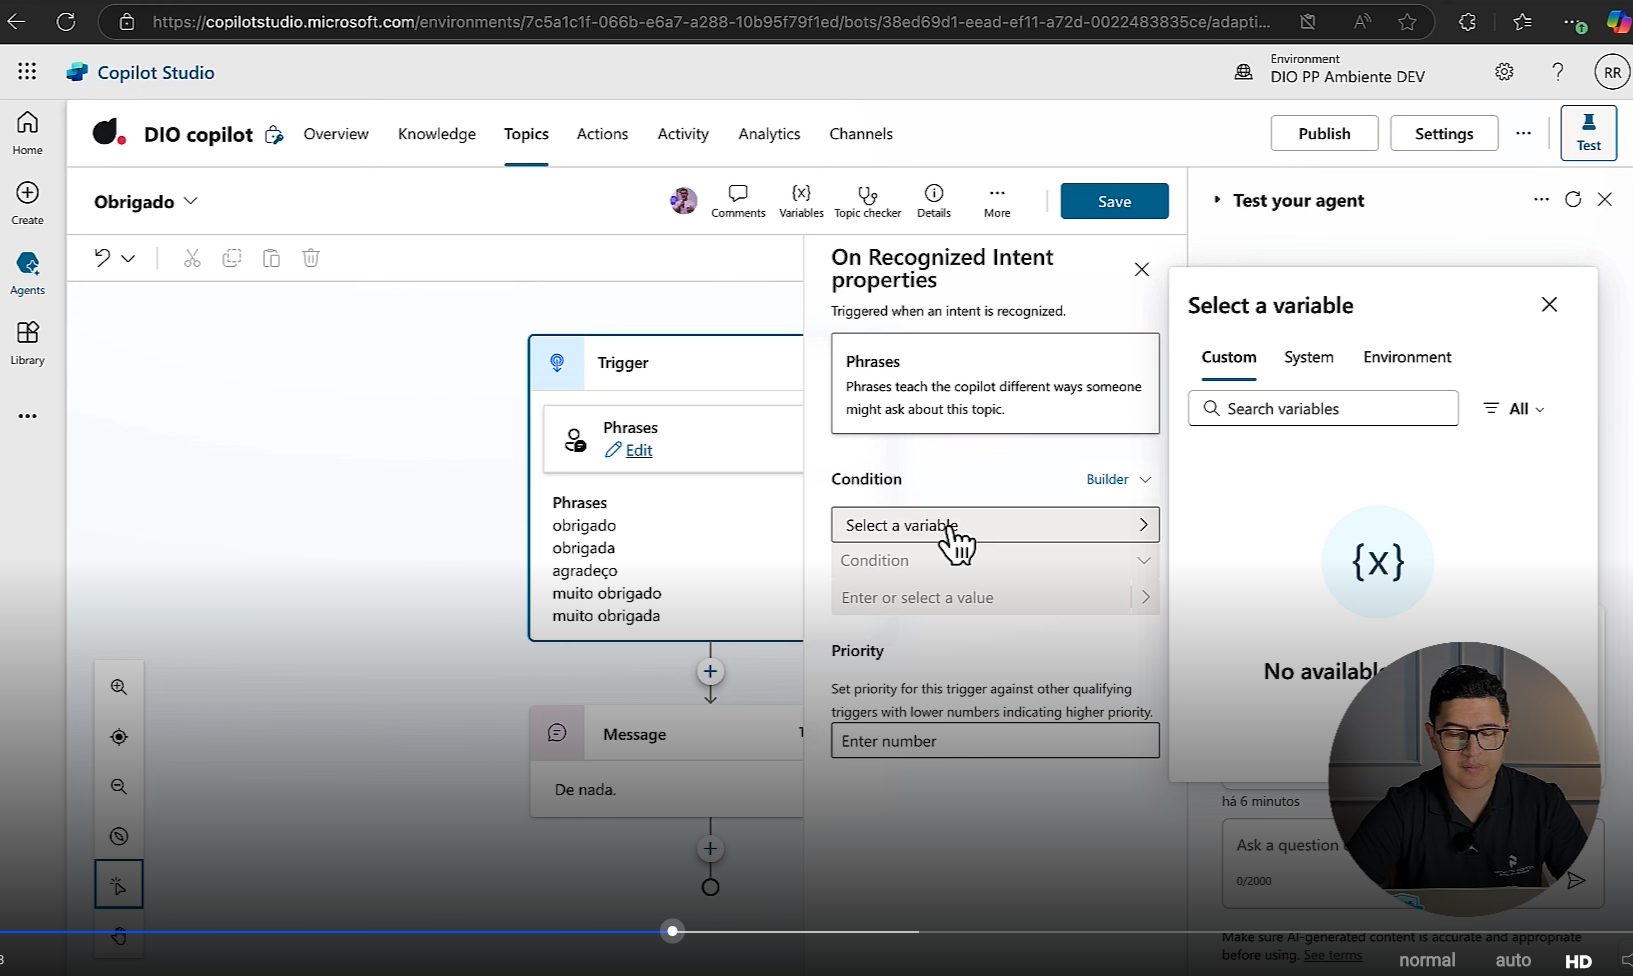 https://copilotstudio.microsoft.com/environments/7c5a1c1f-066b-e6a7-a288-10b95f79f1ed/bots/38ed69d1-eead-ef11-a72d-0022483835ce/adapti...
Copilot Studio
Environment
DIO PP Ambiente DEV
RR
Home
Create
Agents
Library
DIO copilot
Overview
Knowledge
Topics
Actions
Activity
Analytics
Channels
Publish
Settings
Test
Obrigado
Comments
Variables
Topic checker
Details
More
Save
Test your agent
Trigger
Phrases
Edit
Phrases
obrigado
obrigada
agradeço
muito obrigado
muito obrigada
Message
De nada.
On Recognized Intent
properties
Triggered when an intent is recognized.
Phrases
Phrases teach the copilot different ways someone
might ask about this topic.
Condition
Builder
Select a variable
Condition
Enter or select a value
Priority
Set priority for this trigger against other qualifying
triggers with lower numbers indicating higher priority.
Enter number
Select a variable
Custom
System
Environment
Search variables
All
{x}
No available
há 6 minutos
Ask a question
0/2000
Make sure AI-generated content is accurate and appropriate
before using. See terms
normal
auto
HD